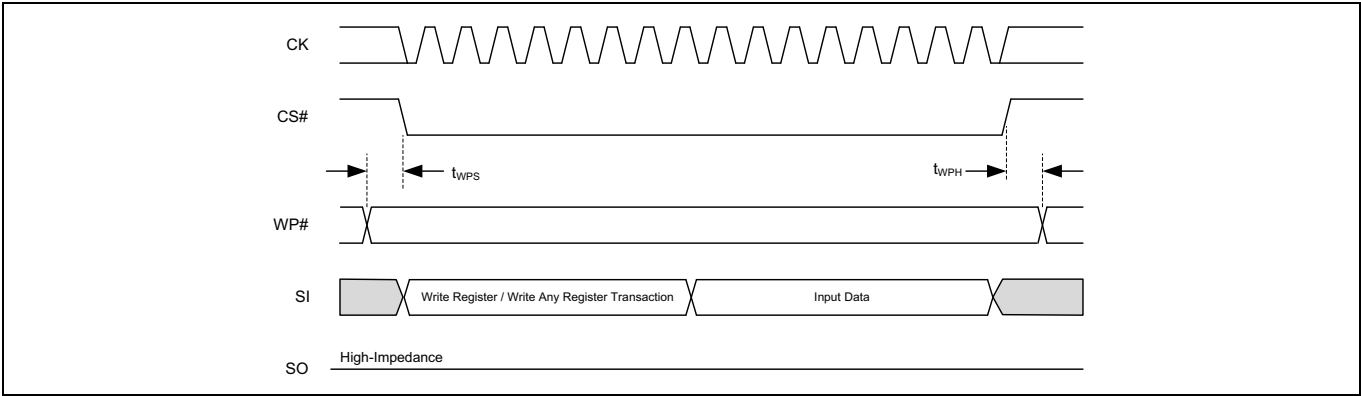 CK
CS#
tWPS
tWPH
WP#
SI
Write Register / Write Any Register Transaction
Input Data
High-Impedance
SO